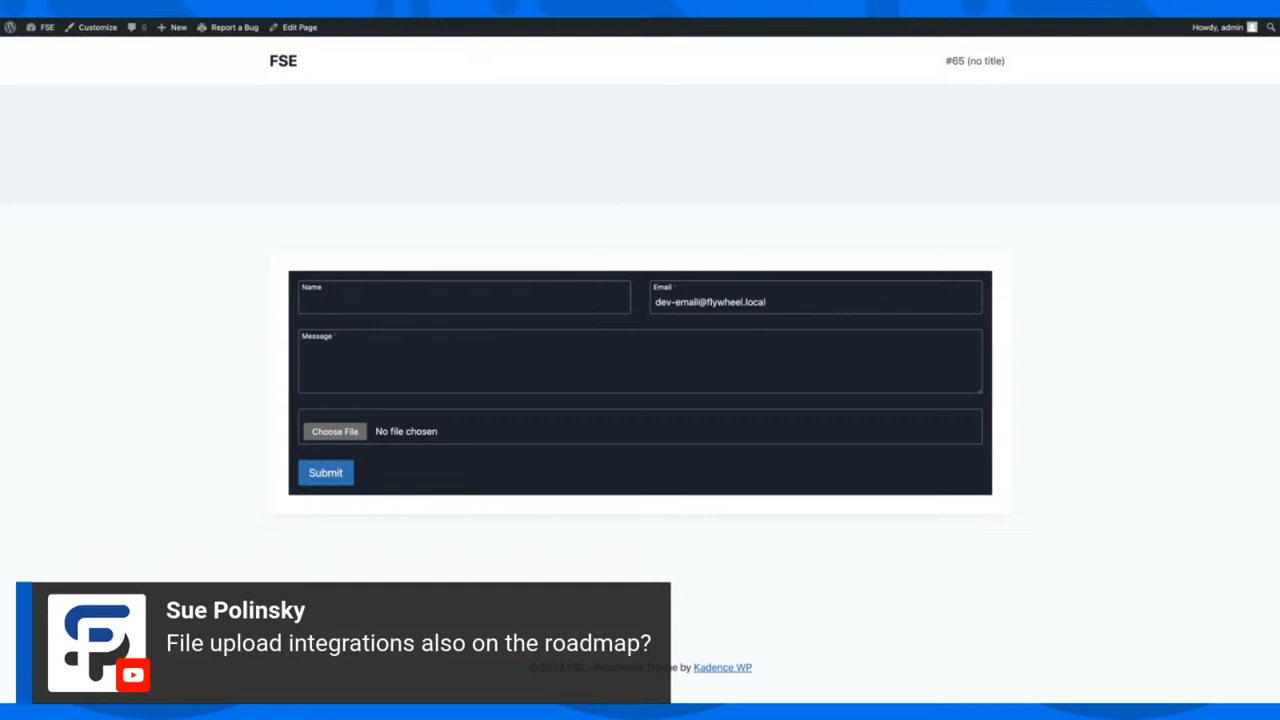 FSE Customize 0 New Report a Bug Edit Page Howdy, admin
FSE #65 (no title)
Name Email *
dev-email@flywheel.local
Message *
Choose File No file chosen
Submit
Sue Polinsky
File upload integrations also on the roadmap?
© 2023 FSE - WordPress Theme by Kadence WP